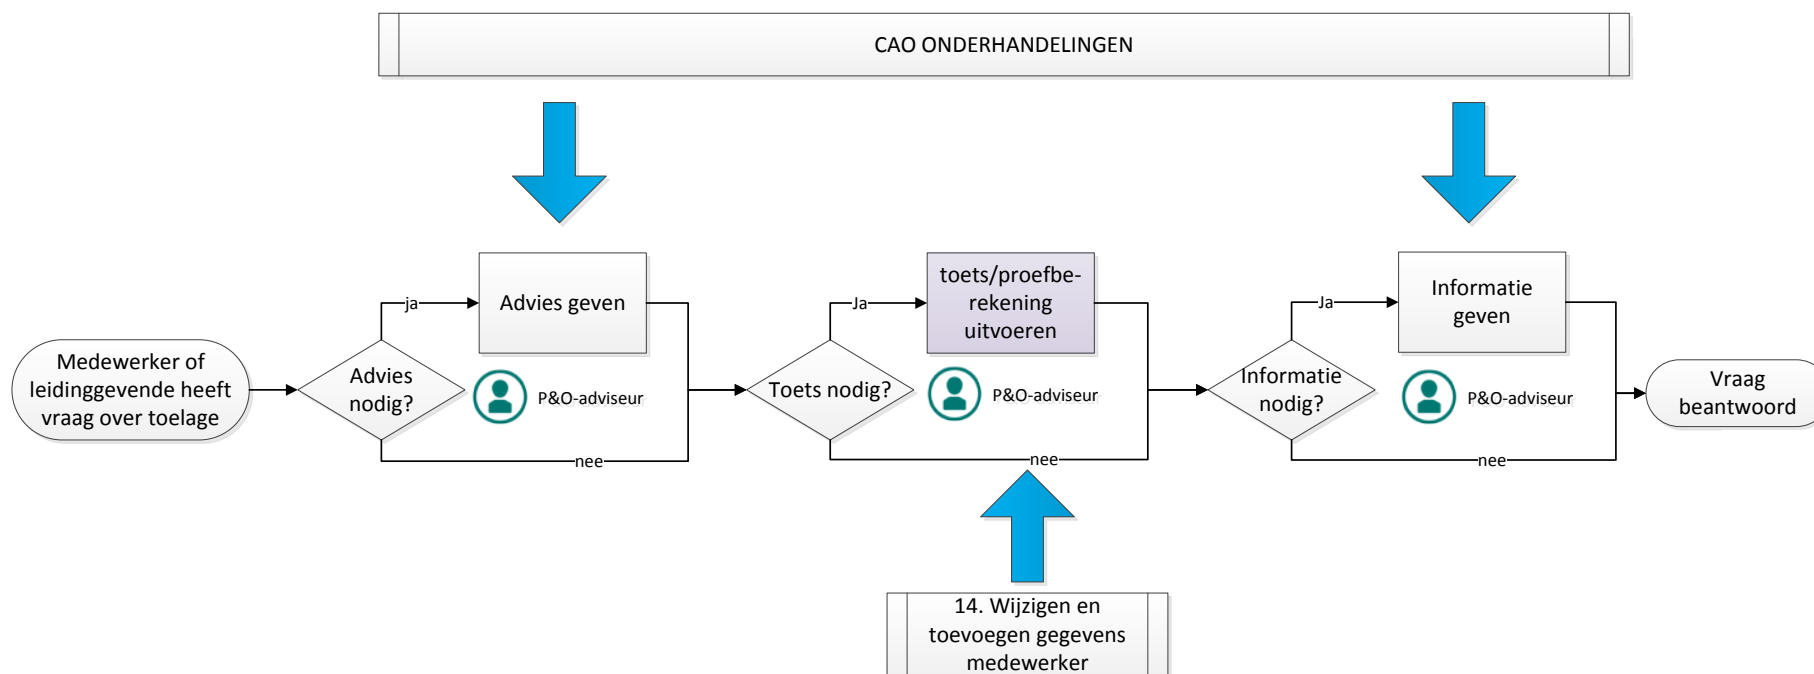 CAO ONDERHANDELINGEN
Medewerker of
leidinggevende heeft
vraag over toelage
Advies
nodig?
ja
Advies geven
P&O-adviseur
nee
Toets nodig?
Ja
toets/proefbe-
rekening
uitvoeren
P&O-adviseur
nee
Informatie
nodig?
Ja
Informatie
geven
P&O-adviseur
nee
Vraag
beantwoord
14. Wijzigen en
toevoegen gegevens
medewerker